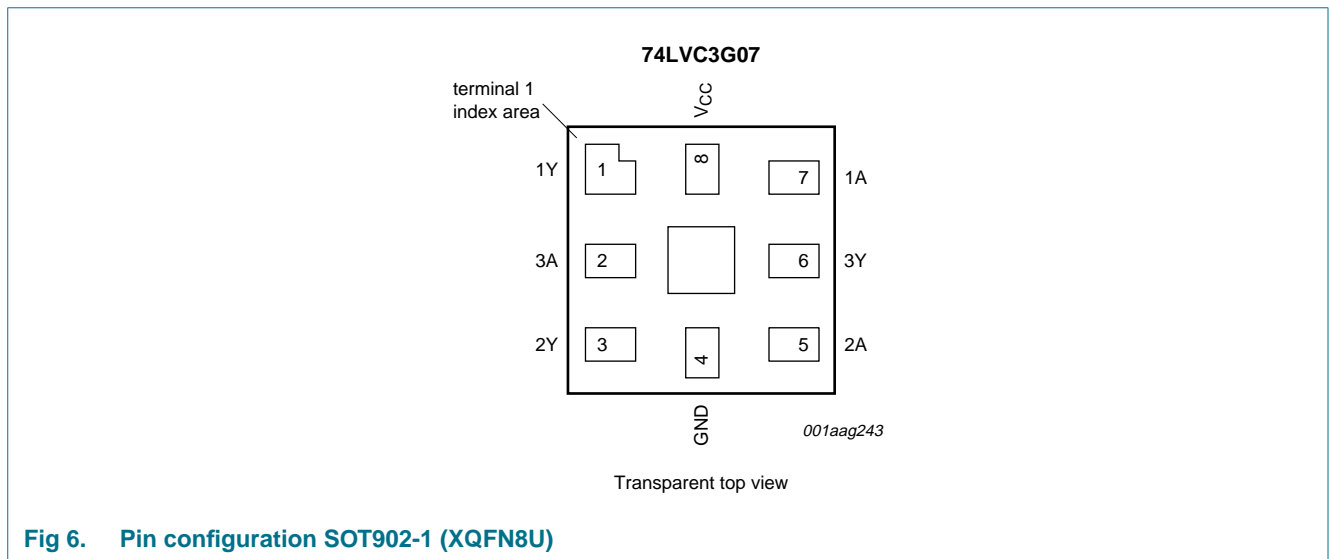 74LVC3G07
terminal 1
index area
VCC
1Y 1 8 7 1A
3A 2 6 3Y
2Y 3 4 5 2A
GND
001aag243
Transparent top view
Fig 6. Pin configuration SOT902-1 (XQFN8U)